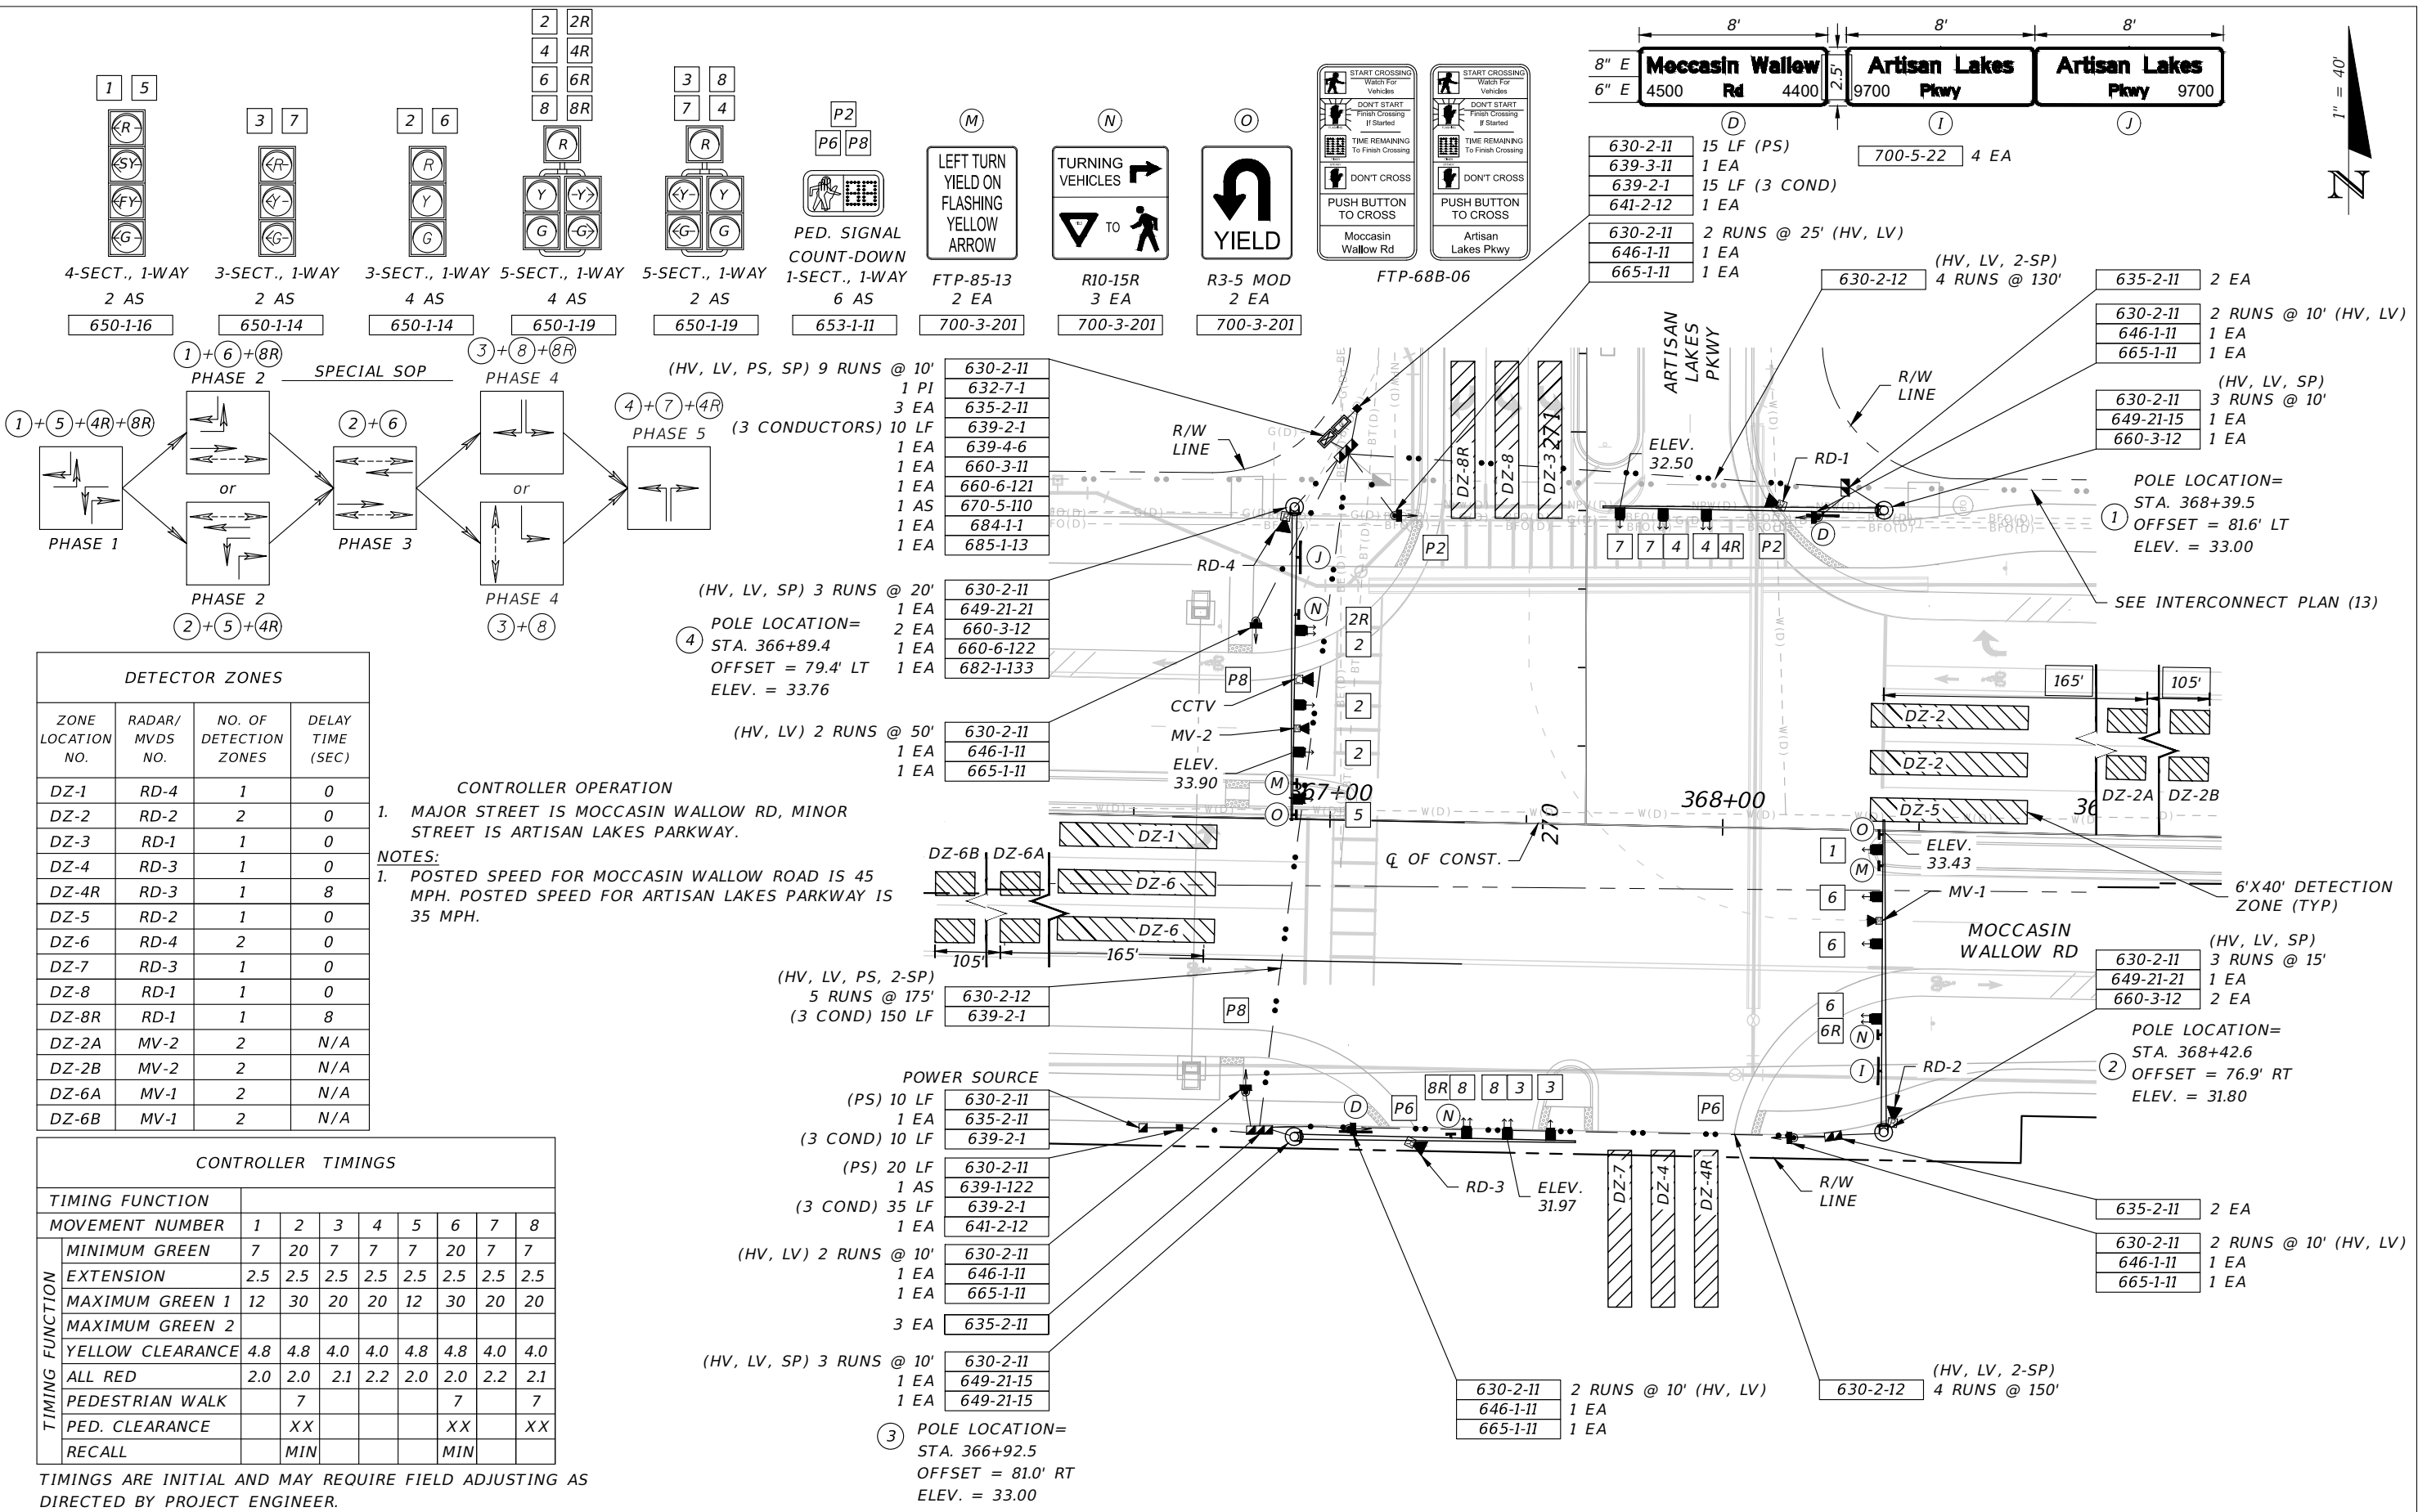 1 5
4-SECT., 1-WAY
2 AS
650-1-16
R
SY
FY
G
3 7
R
Y
G
3-SECT., 1-WAY
2 AS
650-1-14
2 6
R
Y
G
3-SECT., 1-WAY
4 AS
650-1-14
2 2R
4 4R
6 6R
8 8R
R
Y Y
G G
5-SECT., 1-WAY
4 AS
650-1-19
3 8
7 4
R
Y Y
G G
5-SECT., 1-WAY
2 AS
650-1-19
P2
P6 P8
PED. SIGNAL
COUNT-DOWN
1-SECT., 1-WAY
6 AS
653-1-11
M
LEFT TURN
YIELD ON
FLASHING
YELLOW
ARROW
FTP-85-13
2 EA
700-3-201
N
TURNING
VEHICLES
TO
R10-15R
3 EA
700-3-201
O
YIELD
R3-5 MOD
2 EA
700-3-201
START CROSSING
Watch For
Vehicles
DON'T START
Finish Crossing
If Started
TIME REMAINING
To Finish Crossing
DON'T CROSS
PUSH BUTTON
TO CROSS
Moccasin
Wallow Rd
START CROSSING
Watch For
Vehicles
DON'T START
Finish Crossing
If Started
TIME REMAINING
To Finish Crossing
DON'T CROSS
PUSH BUTTON
TO CROSS
Artisan
Lakes Pkwy
FTP-68B-06
8' 8' 8'
8" E
6" E
Moccasin Wallow
4500 Rd 4400
2.5'
Artisan Lakes
9700 Pkwy
Artisan Lakes
Pkwy 9700
D I J
700-5-22 4 EA
1" = 40'
N
630-2-11 15 LF (PS)
639-3-11 1 EA
639-2-1 15 LF (3 COND)
641-2-12 1 EA
630-2-11 2 RUNS @ 25' (HV, LV)
646-1-11 1 EA
665-1-11 1 EA
(HV, LV, 2-SP)
630-2-12 4 RUNS @ 130'
635-2-11 2 EA
630-2-11 2 RUNS @ 10' (HV, LV)
646-1-11 1 EA
665-1-11 1 EA
(HV, LV, SP)
630-2-11 3 RUNS @ 10'
649-21-15 1 EA
660-3-12 1 EA
1
POLE LOCATION=
STA. 368+39.5
OFFSET = 81.6' LT
ELEV. = 33.00
SEE INTERCONNECT PLAN (13)
SPECIAL SOP
1+6+8R
PHASE 2
1+5+4R+8R
PHASE 1
or
PHASE 2
2+5+4R
2+6
PHASE 3
3+8+8R
PHASE 4
or
PHASE 4
3+8
4+7+4R
PHASE 5
(HV, LV, PS, SP) 9 RUNS @ 10' 630-2-11
1 PI 632-7-1
3 EA 635-2-11
(3 CONDUCTORS) 10 LF 639-2-1
1 EA 639-4-6
1 EA 660-3-11
1 EA 660-6-121
1 AS 670-5-110
1 EA 684-1-1
1 EA 685-1-13
(HV, LV, SP) 3 RUNS @ 20' 630-2-11
1 EA 649-21-21
2 EA 660-3-12
1 EA 660-6-122
1 EA 682-1-133
4
POLE LOCATION=
STA. 366+89.4
OFFSET = 79.4' LT
ELEV. = 33.76
(HV, LV) 2 RUNS @ 50' 630-2-11
1 EA 646-1-11
1 EA 665-1-11
R/W
LINE
RD-4
J
N
2R
2
P8
CCTV
2
MV-2
2
ELEV.
33.90
M
O
5
367+00
P2
DZ-8R
DZ-8
DZ-3
271
ARTISAN
LAKES
PKWY
ELEV.
32.50
RD-1
R/W
LINE
7 7 4 4 4R P2
D
DETECTOR ZONES
ZONE LOCATION NO. RADAR/ MVDS NO. NO. OF DETECTION ZONES DELAY TIME (SEC)
DZ-1 RD-4 1 0
DZ-2 RD-2 2 0
DZ-3 RD-1 1 0
DZ-4 RD-3 1 0
DZ-4R RD-3 1 8
DZ-5 RD-2 1 0
DZ-6 RD-4 2 0
DZ-7 RD-3 1 0
DZ-8 RD-1 1 0
DZ-8R RD-1 1 8
DZ-2A MV-2 2 N/A
DZ-2B MV-2 2 N/A
DZ-6A MV-1 2 N/A
DZ-6B MV-1 2 N/A
CONTROLLER OPERATION
1. MAJOR STREET IS MOCCASIN WALLOW RD, MINOR
STREET IS ARTISAN LAKES PARKWAY.
NOTES:
1. POSTED SPEED FOR MOCCASIN WALLOW ROAD IS 45
MPH. POSTED SPEED FOR ARTISAN LAKES PARKWAY IS
35 MPH.
DZ-6B DZ-6A
DZ-1
DZ-6
DZ-6
105' 165'
℄ OF CONST.
270
368+00
165' 105'
DZ-2
DZ-2
DZ-5
DZ-2A DZ-2B
36
O
1
ELEV.
33.43
M
6
MV-1
6
6
6R
N
I
RD-2
6'X40' DETECTION
ZONE (TYP)
MOCCASIN
WALLOW RD
(HV, LV, SP)
630-2-11 3 RUNS @ 15'
649-21-21 1 EA
660-3-12 2 EA
2
POLE LOCATION=
STA. 368+42.6
OFFSET = 76.9' RT
ELEV. = 31.80
(HV, LV, PS, 2-SP)
5 RUNS @ 175' 630-2-12
(3 COND) 150 LF 639-2-1
P8
POWER SOURCE
(PS) 10 LF 630-2-11
1 EA 635-2-11
(3 COND) 10 LF 639-2-1
(PS) 20 LF 630-2-11
1 AS 639-1-122
(3 COND) 35 LF 639-2-1
1 EA 641-2-12
(HV, LV) 2 RUNS @ 10' 630-2-11
1 EA 646-1-11
1 EA 665-1-11
3 EA 635-2-11
(HV, LV, SP) 3 RUNS @ 10' 630-2-11
1 EA 649-21-15
1 EA 649-21-15
3
POLE LOCATION=
STA. 366+92.5
OFFSET = 81.0' RT
ELEV. = 33.00
D P6 N
8R 8 8 3 3
P6
RD-3
ELEV.
31.97
DZ-7
DZ-4
DZ-4R
R/W
LINE
635-2-11 2 EA
630-2-11 2 RUNS @ 10' (HV, LV)
646-1-11 1 EA
665-1-11 1 EA
630-2-11 2 RUNS @ 10' (HV, LV)
646-1-11 1 EA
665-1-11 1 EA
(HV, LV, 2-SP)
630-2-12 4 RUNS @ 150'
CONTROLLER TIMINGS
TIMING FUNCTION
MOVEMENT NUMBER 1 2 3 4 5 6 7 8
TIMING FUNCTION
MINIMUM GREEN 7 20 7 7 7 20 7 7
EXTENSION 2.5 2.5 2.5 2.5 2.5 2.5 2.5 2.5
MAXIMUM GREEN 1 12 30 20 20 12 30 20 20
MAXIMUM GREEN 2
YELLOW CLEARANCE 4.8 4.8 4.0 4.0 4.8 4.8 4.0 4.0
ALL RED 2.0 2.0 2.1 2.2 2.0 2.0 2.2 2.1
PEDESTRIAN WALK 7 7 7
PED. CLEARANCE XX XX XX
RECALL MIN MIN
TIMINGS ARE INITIAL AND MAY REQUIRE FIELD ADJUSTING AS
DIRECTED BY PROJECT ENGINEER.